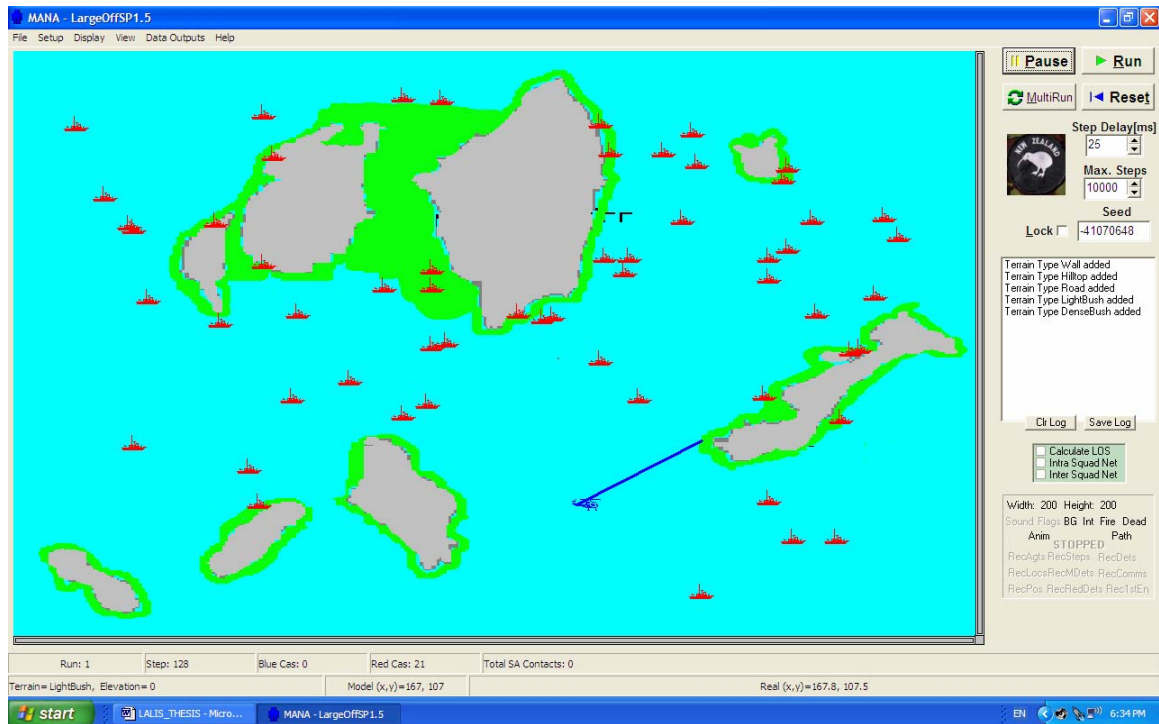 MANA - LargeOffSP1.5
File Setup Display View Data Outputs Help
Pause Run
MultiRun Reset
NEW ZEALAND
Step Delay[ms]
25
Max. Steps
10000
Seed
Lock -41070648
Terrain Type Wall added
Terrain Type Hilltop added
Terrain Type Road added
Terrain Type LightBush added
Terrain Type DenseBush added
Clr Log Save Log
Calculate LOS
Intra Squad Net
Inter Squad Net
Width: 200 Height: 200
Sound Flags BG Int Fire Dead
Anim Path
STOPPED
RecAgts RecSteps RecDets
RecLocs RecMDets RecComms
RecPos RecRedDets Rec1stEn
Run: 1 Step: 128 Blue Cas: 0 Red Cas: 21 Total SA Contacts: 0
Terrain= LightBush, Elevation= 0 Model (x,y)=167, 107 Real (x,y)=167.8, 107.5
start LALIS_THESIS - Micro... MANA - LargeOffSP1.5 EN 6:34 PM